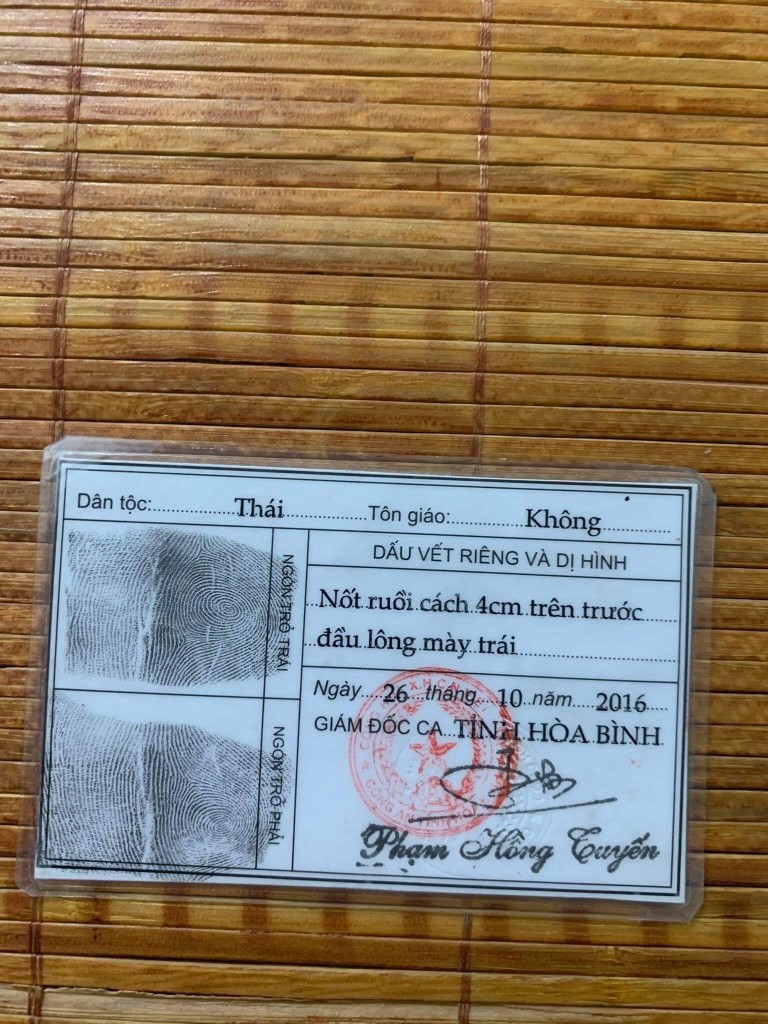 Dân tộc: Thái Tôn giáo: Không
NGÓN TRỎ TRÁI
DẤU VẾT RIÊNG VÀ DỊ HÌNH
Nốt ruồi cách 4cm trên trước
đầu lông mày trái
NGÓN TRỎ PHẢI
Ngày 26 tháng 10 năm 2016
GIÁM ĐỐC CA TỈNH HÒA BÌNH
Phạm Hồng Tuyến